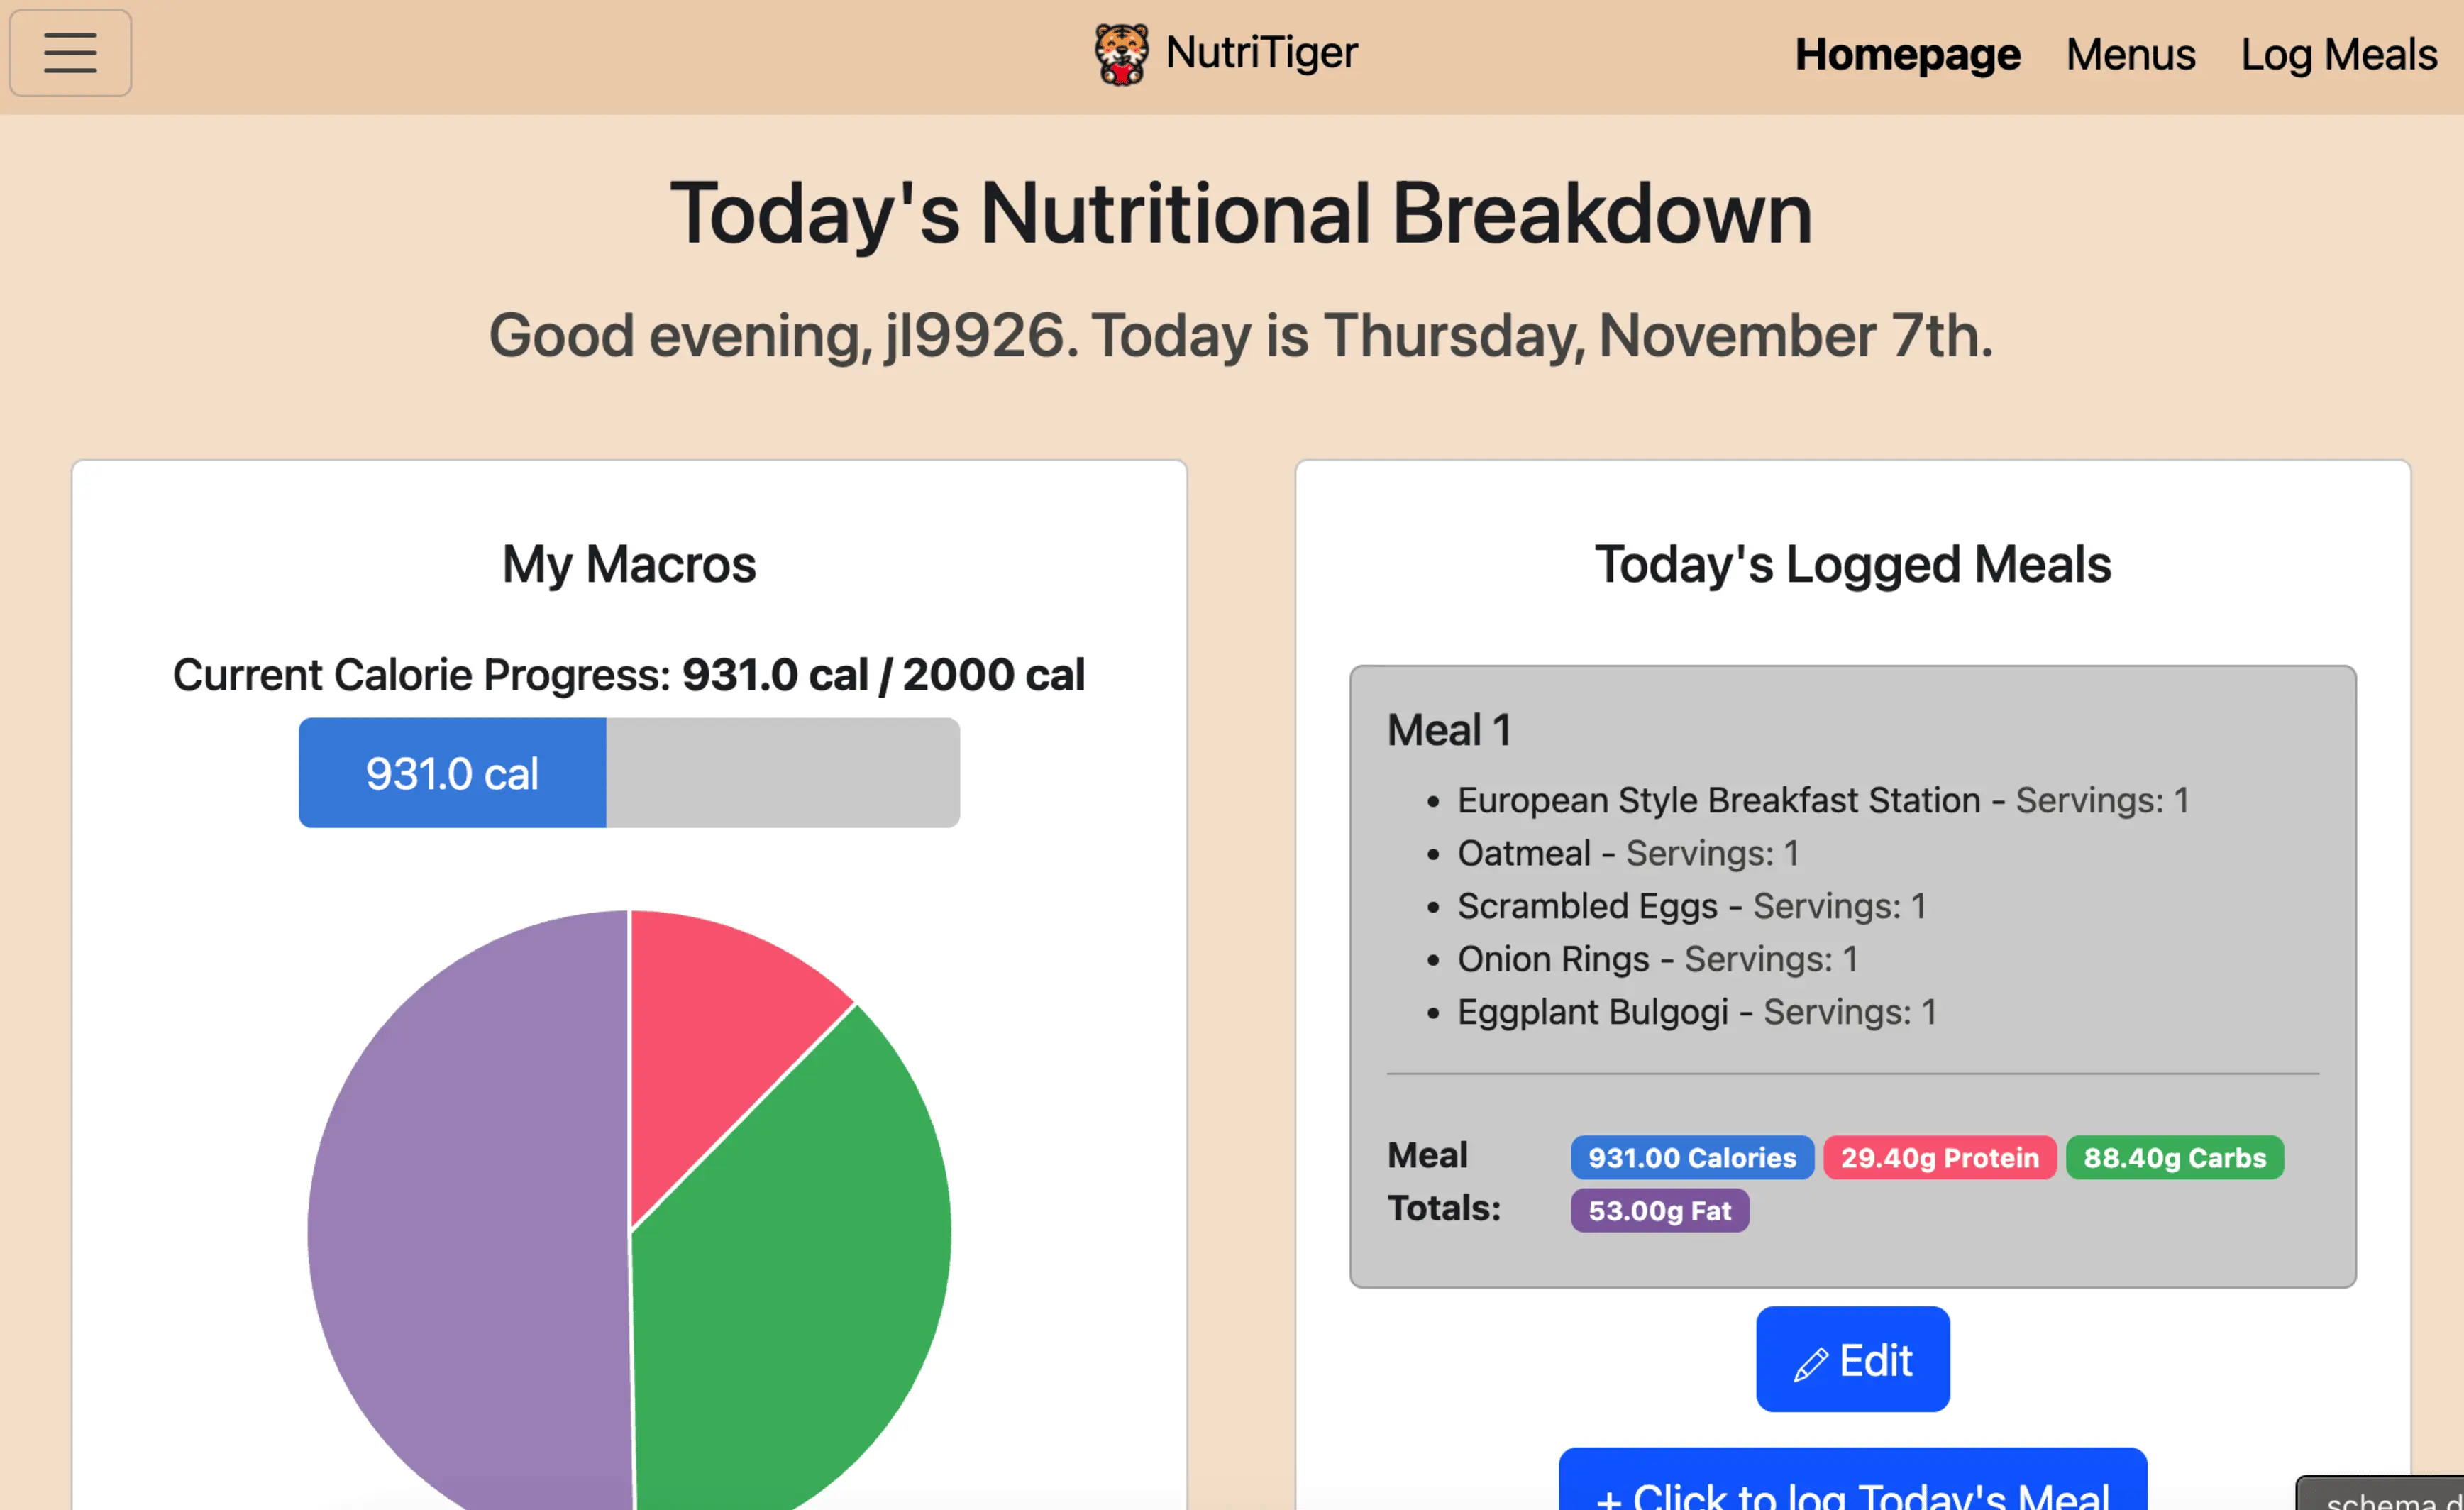 NutriTiger
Homepage Menus Log Meals
Today's Nutritional Breakdown
Good evening, jl9926. Today is Thursday, November 7th.
My Macros
Current Calorie Progress: 931.0 cal / 2000 cal
931.0 cal
Today's Logged Meals
Meal 1
• European Style Breakfast Station - Servings: 1
• Oatmeal - Servings: 1
• Scrambled Eggs - Servings: 1
• Onion Rings - Servings: 1
• Eggplant Bulgogi - Servings: 1
Meal Totals:
931.00 Calories 29.40g Protein 88.40g Carbs
53.00g Fat
Edit
+ Click to log Today's Meal